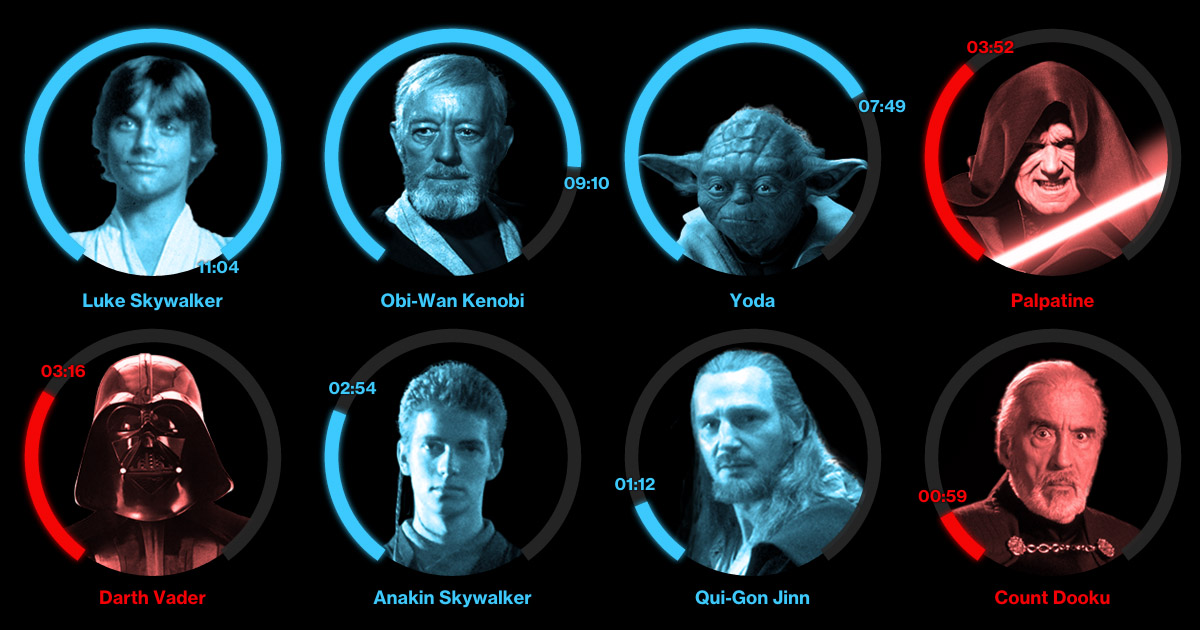 11:04
Luke Skywalker
09:10
Obi-Wan Kenobi
07:49
Yoda
03:52
Palpatine
03:16
Darth Vader
02:54
Anakin Skywalker
01:12
Qui-Gon Jinn
00:59
Count Dooku